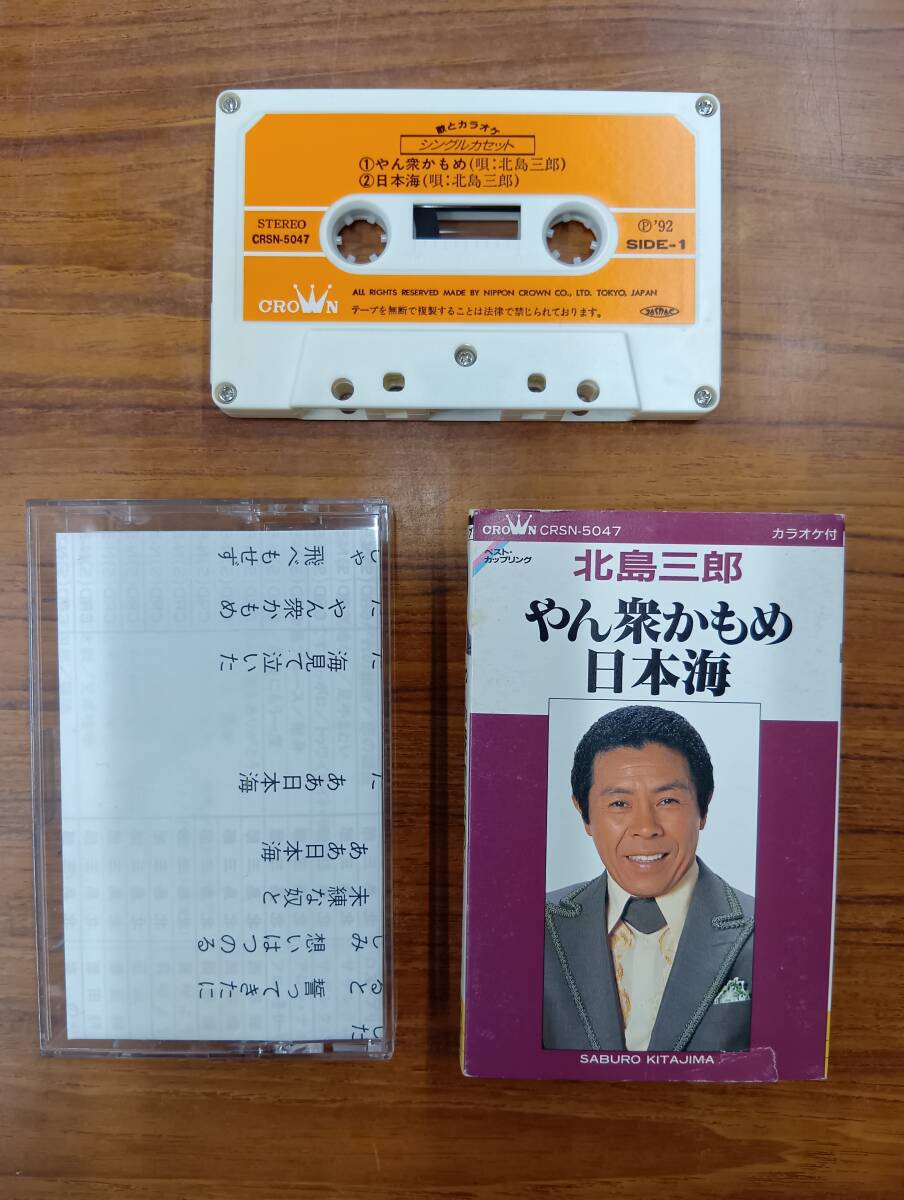 歌とカラオケ
シングルカセット
①やん衆かもめ(唄:北島三郎)
②日本海(唄:北島三郎)
STEREO
CRSN-5047
Ⓟ'92
SIDE-1
CROWN
ALL RIGHTS RESERVED MADE BY NIPPON CROWN CO., LTD. TOKYO, JAPAN
テープを無断で複製することは法律で禁じられております。
JASRAC
飛べもせず
やん衆かもめ
海見て泣いた
ああ日本海
ああ日本海
未練な奴と
想いはつのる
誓ってきたに
CROWN CRSN-5047
カラオケ付
ベスト・
カップリング
北島三郎
やん衆かもめ
日本海
SABURO KITAJIMA